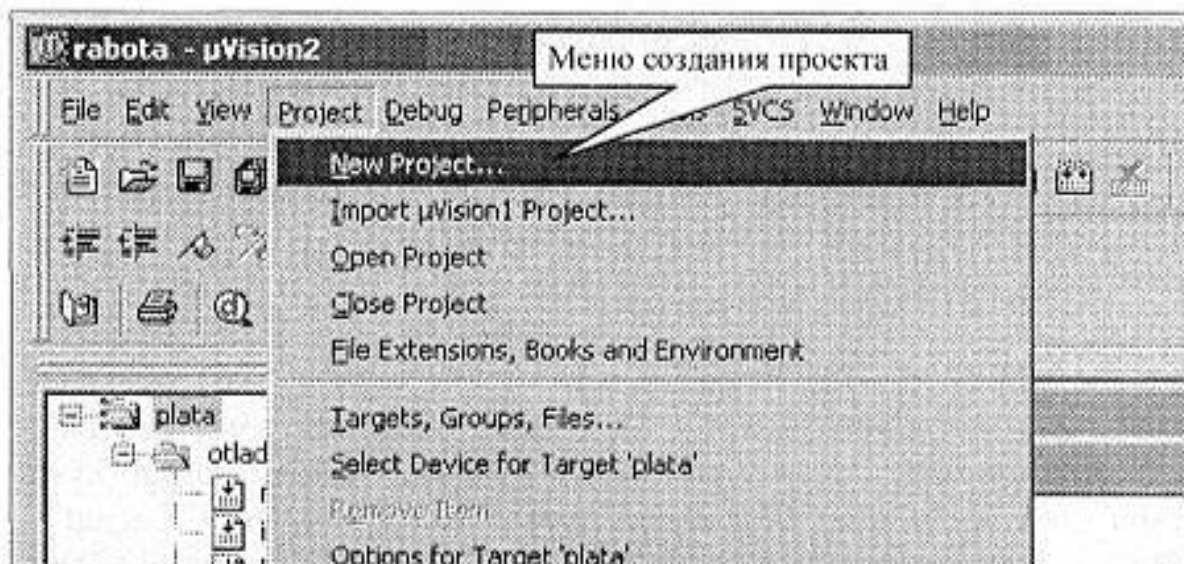 rabota - µVision2
Меню создания проекта
File Edit View Project Debug Peripherals SVCS Window Help
New Project...
Import µVision1 Project...
Open Project
Close Project
File Extensions, Books and Environment
plata
Targets, Groups, Files...
otlad
Select Device for Target 'plata'
Remove Item
Options for Target 'plata'